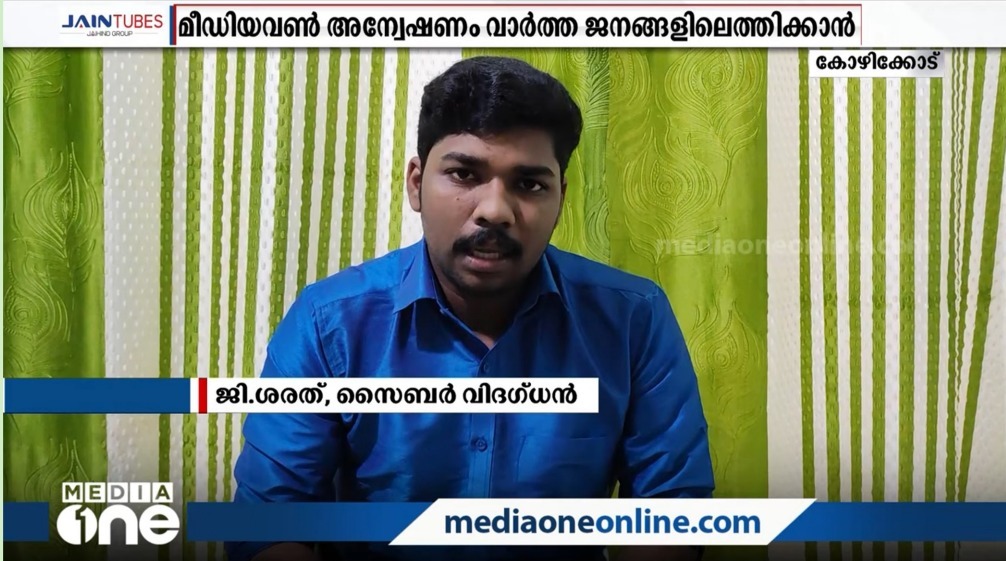 JAINTUBES
JAIHIND GROUP
മീഡിയവൺ അന്വേഷണം വാർത്ത ജനങ്ങളിലെത്തിക്കാൻ
കോഴിക്കോട്
mediaoneonline.com
ജി.ശരത്, സൈബർ വിദഗ്ധൻ
MEDIA
one
mediaoneonline.com